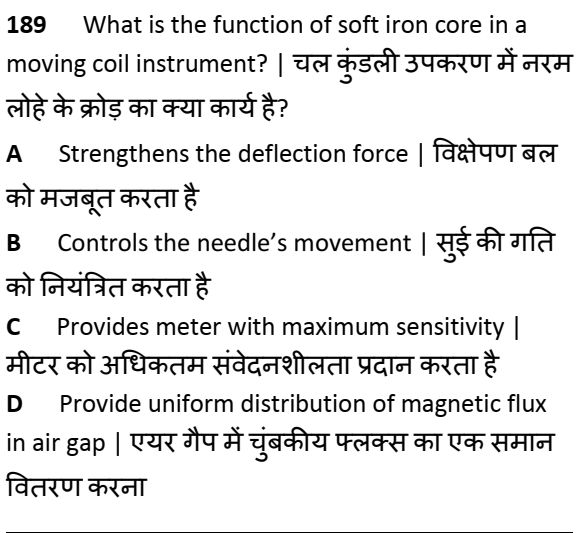 189 What is the function of soft iron core in a
moving coil instrument? | चल कुंडली उपकरण में नरम
लोहे के क्रोड़ का क्या कार्य है?
A Strengthens the deflection force | विक्षेपण बल
को मजबूत करता है
B Controls the needle’s movement | सुई की गति
को नियंत्रित करता है
C Provides meter with maximum sensitivity |
मीटर को अधिकतम संवेदनशीलता प्रदान करता है
D Provide uniform distribution of magnetic flux
in air gap | एयर गैप में चुंबकीय फ्लक्स का एक समान
वितरण करना